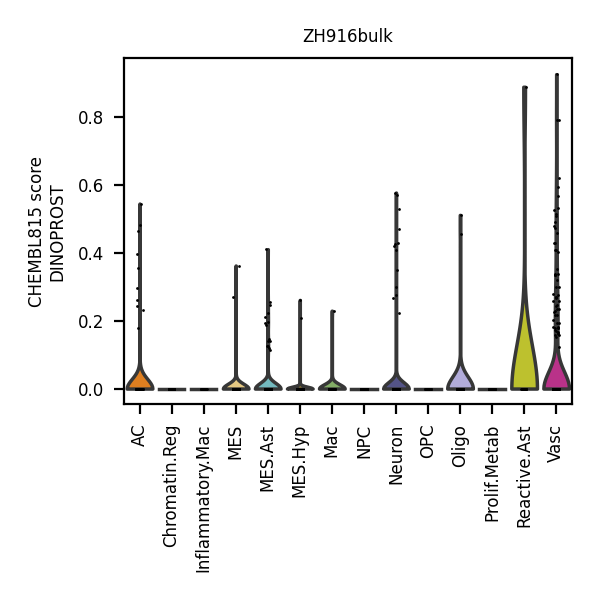 ZH916bulk
CHEMBL815 score
DINOPROST
0.8
0.6
0.4
0.2
0.0
AC
Chromatin.Reg
Inflammatory.Mac
MES
MES.Ast
MES.Hyp
Mac
NPC
Neuron
OPC
Oligo
Prolif.Metab
Reactive.Ast
Vasc